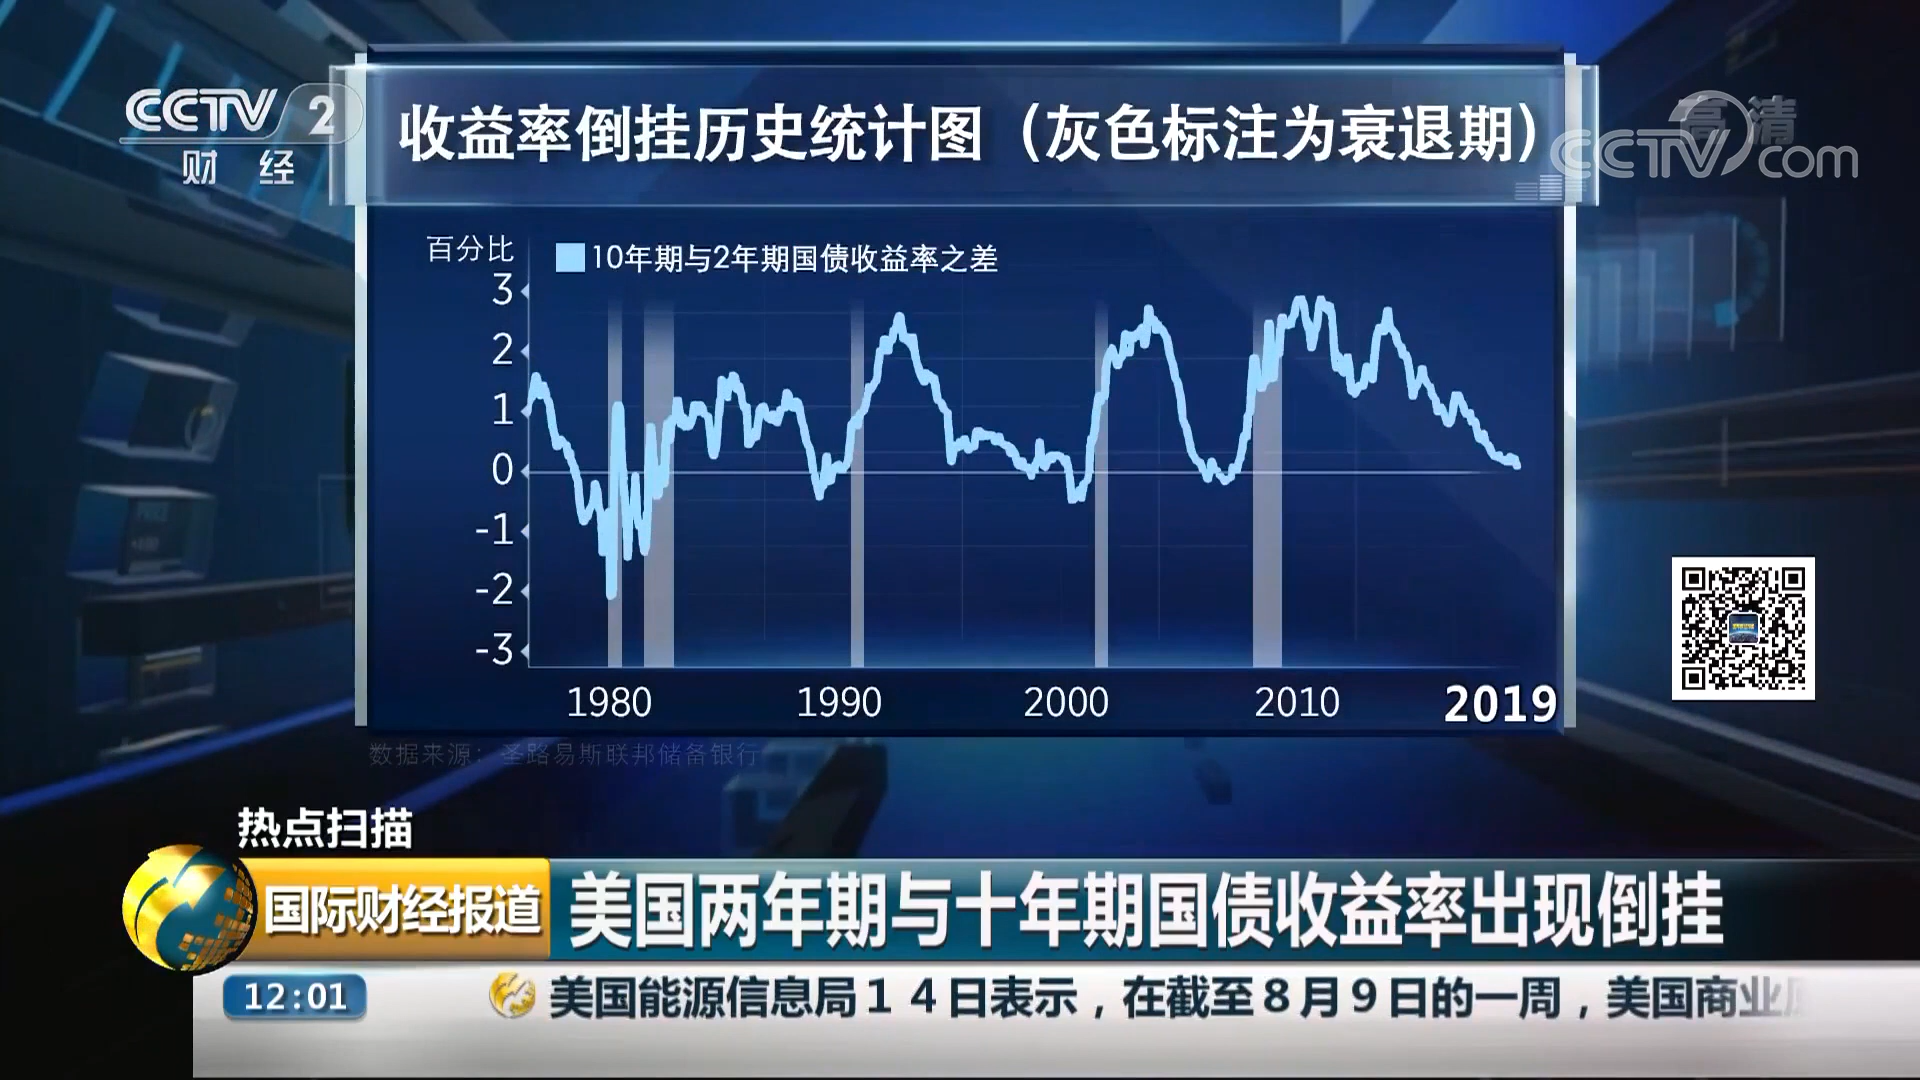 CCTV 2
财 经
高清
CCTV.com
收益率倒挂历史统计图（灰色标注为衰退期）
百分比
10年期与2年期国债收益率之差
3
2
1
0
-1
-2
-3
1980 1990 2000 2010 2019
数据来源：圣路易斯联邦储备银行
热点扫描
国际财经报道
美国两年期与十年期国债收益率出现倒挂
12:01
美国能源信息局14日表示，在截至8月9日的一周，美国商业